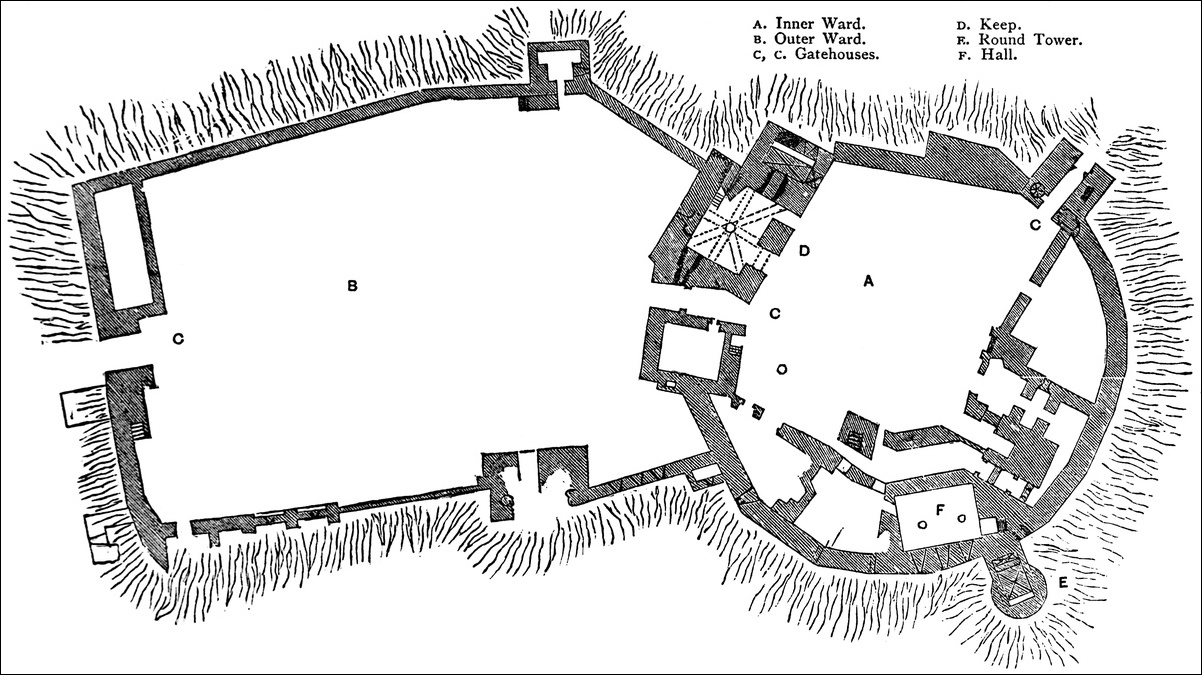 A. Inner Ward.
B. Outer Ward.
C, C. Gatehouses.
D. Keep.
E. Round Tower.
F. Hall.
C
D
B
A
C
C
F
E